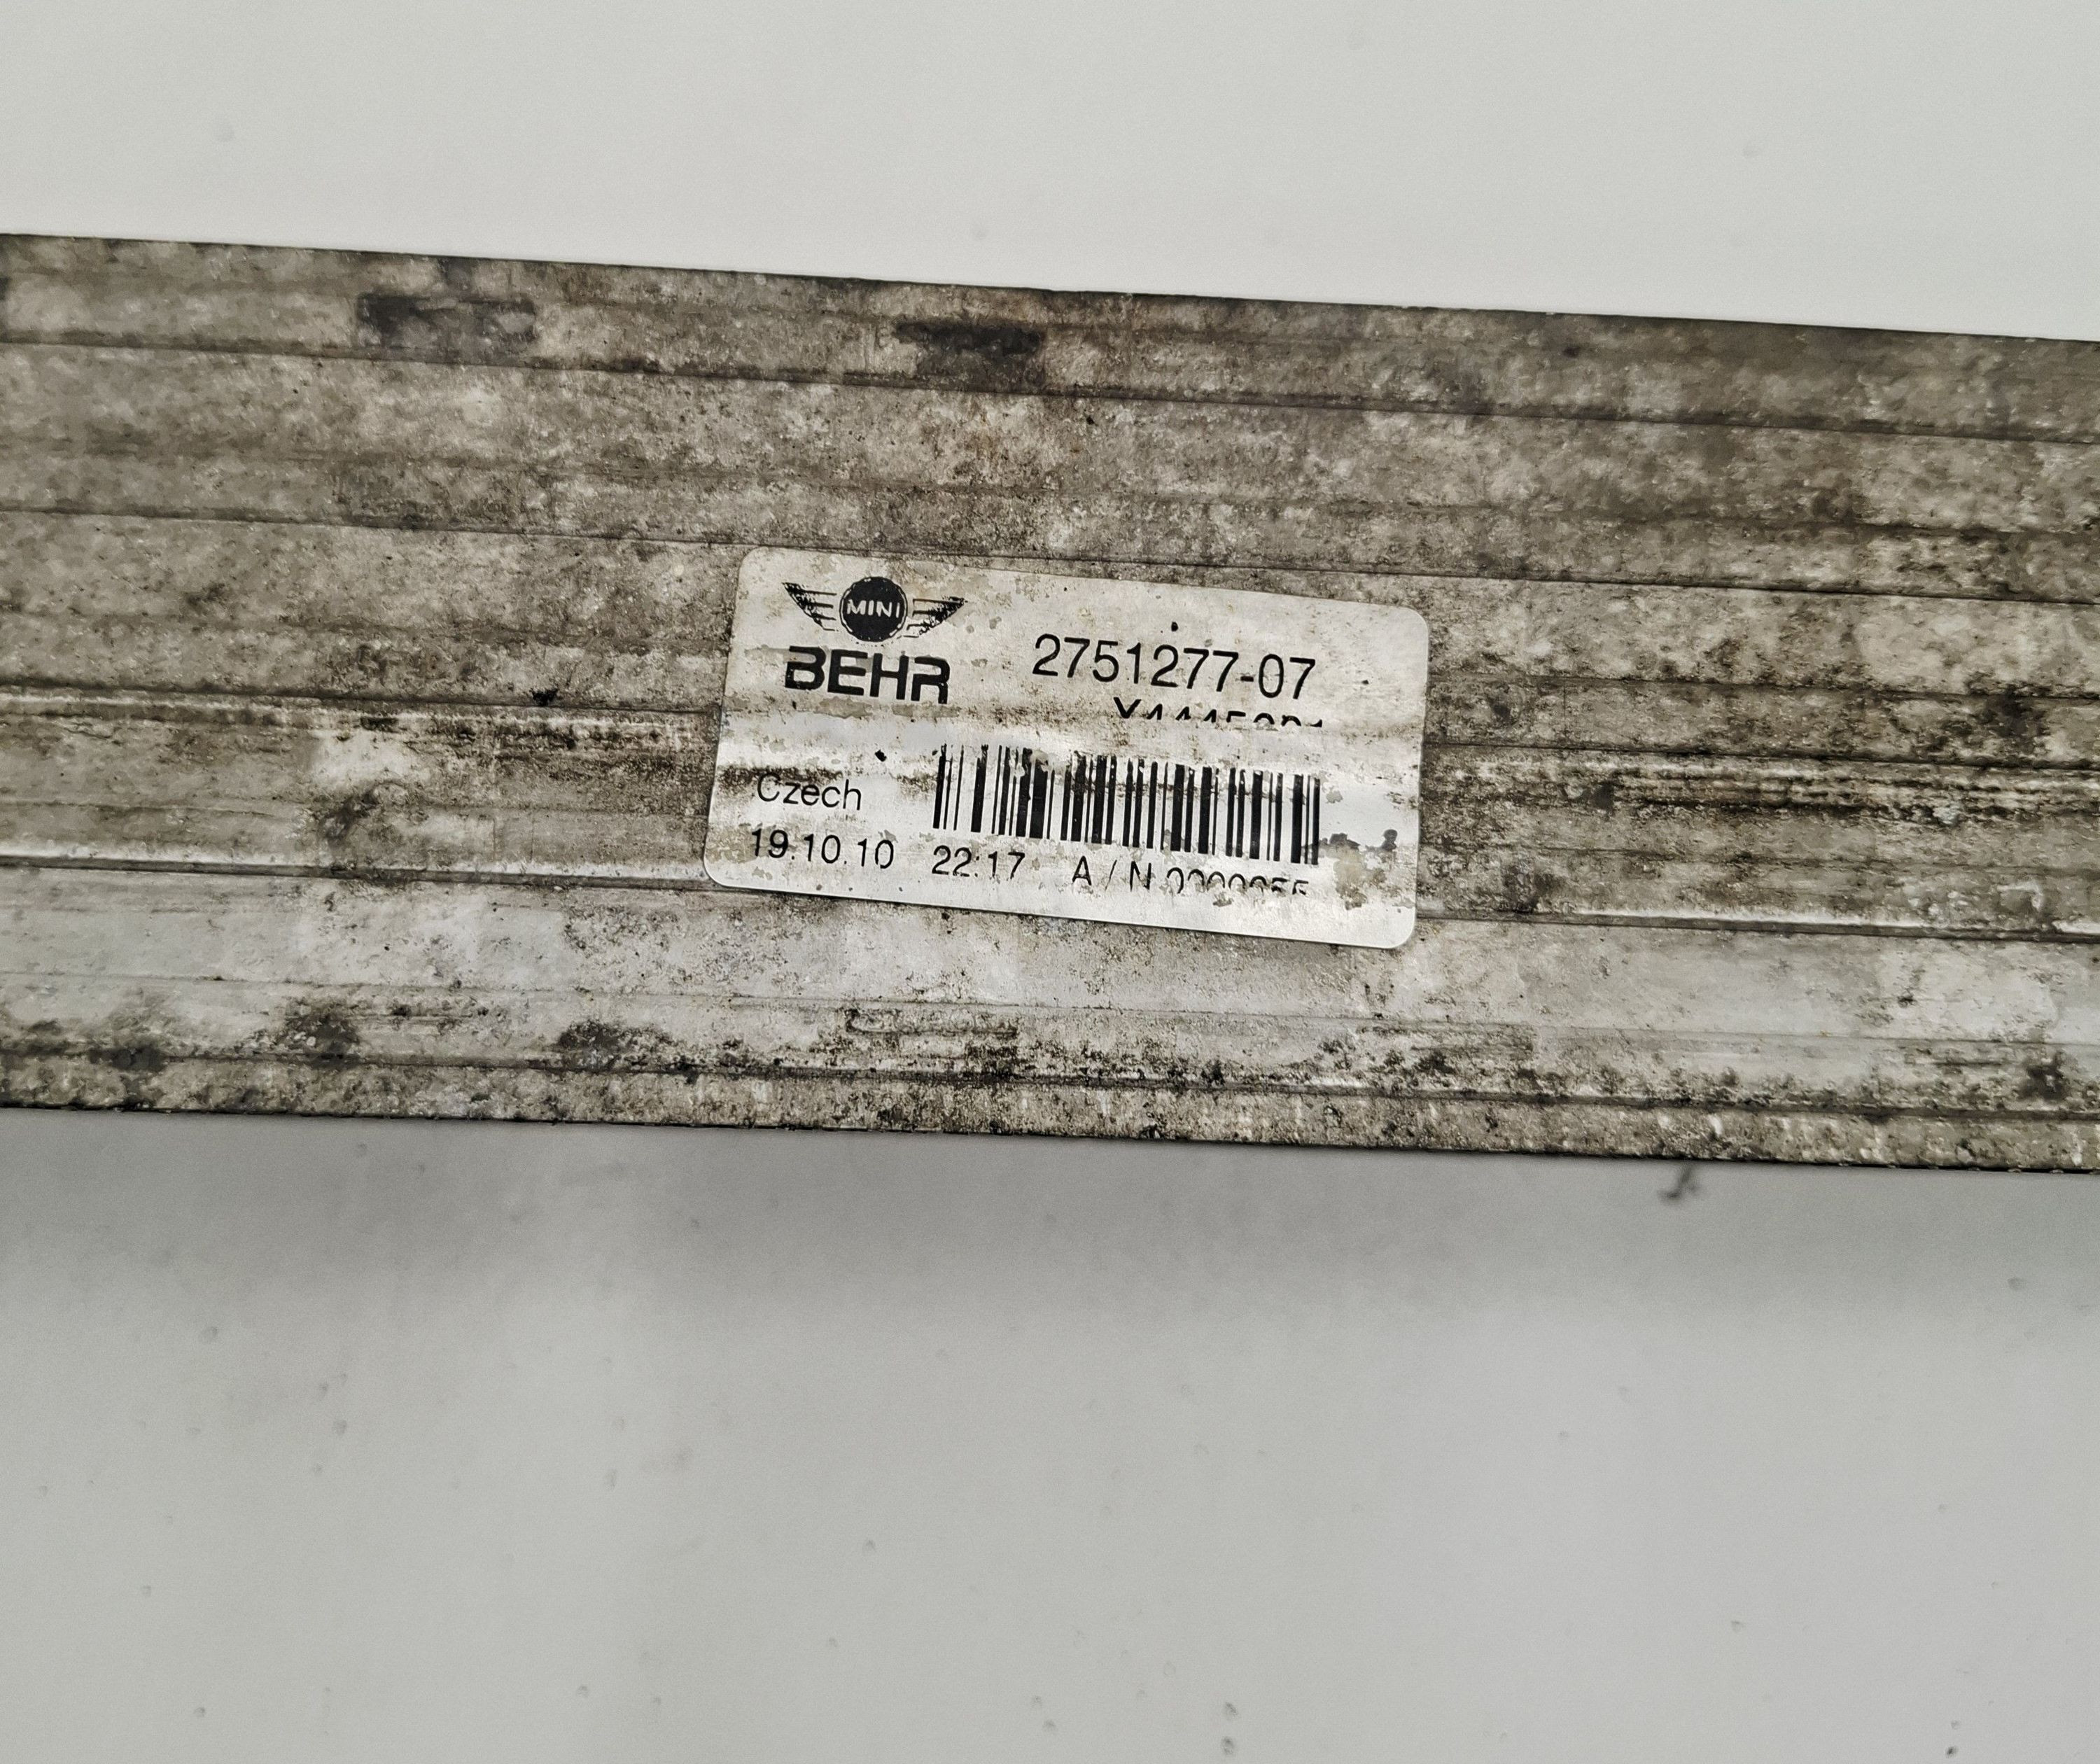 MINI
BEHR
2751277-07
Czech
19.10.10 22:17 A / N